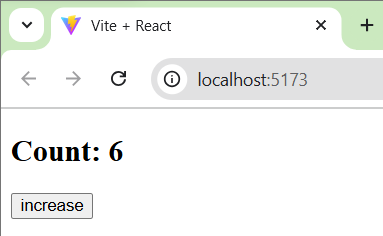 Vite + React
localhost:5173
Count: 6
increase